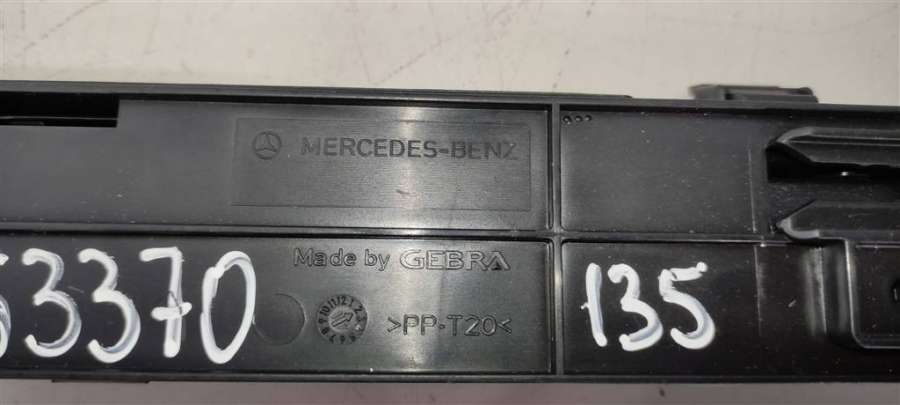 MERCEDES-BENZ
Made by GEBRA
53370
>PP-T20<
135